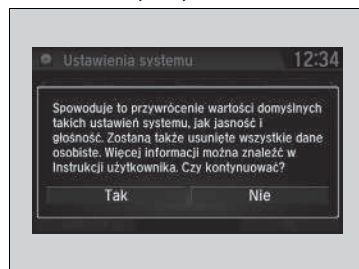 Ustawienia systemu 12:34
Spowoduje to przywrócenie wartości domyślnych
takich ustawień systemu, jak jasność i
głośność. Zostaną także usunięte wszystkie dane
osobiste. Więcej informacji można znaleźć w
Instrukcji użytkownika. Czy kontynuować?
Tak Nie